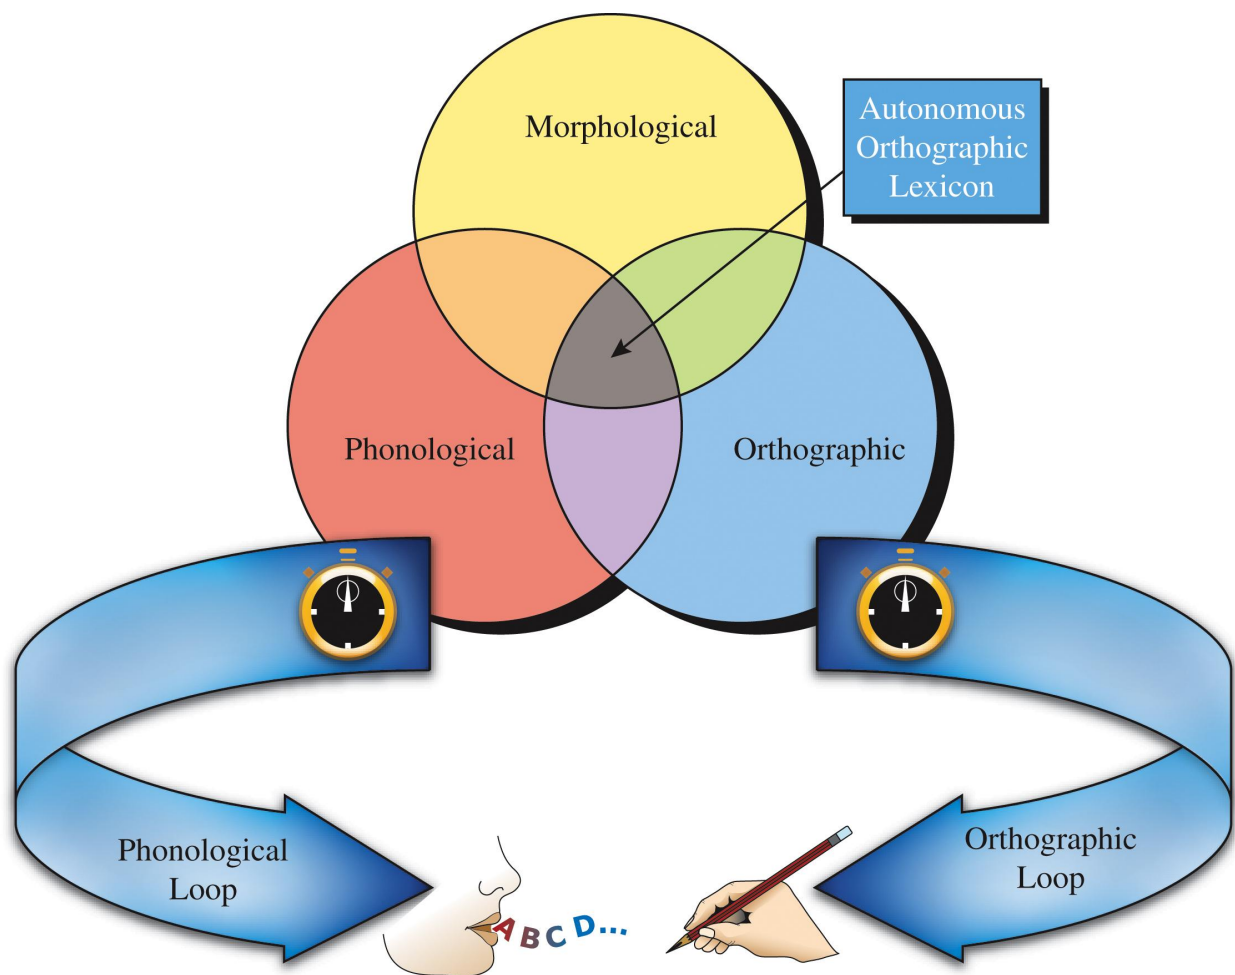 Morphological
Autonomous
Orthographic
Lexicon
Phonological
Orthographic
Phonological
Loop
Orthographic
Loop
A B C D...